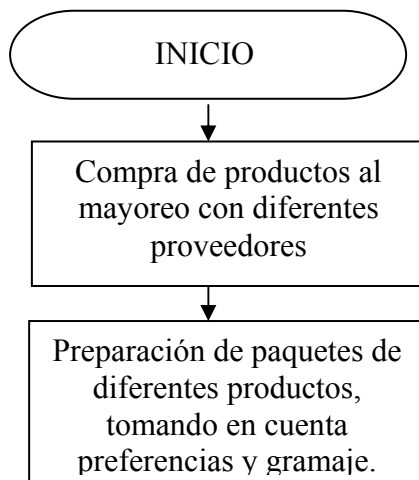 INICIO
Compra de productos al
mayoreo con diferentes
proveedores
Preparación de paquetes de
diferentes productos,
tomando en cuenta
preferencias y gramaje.